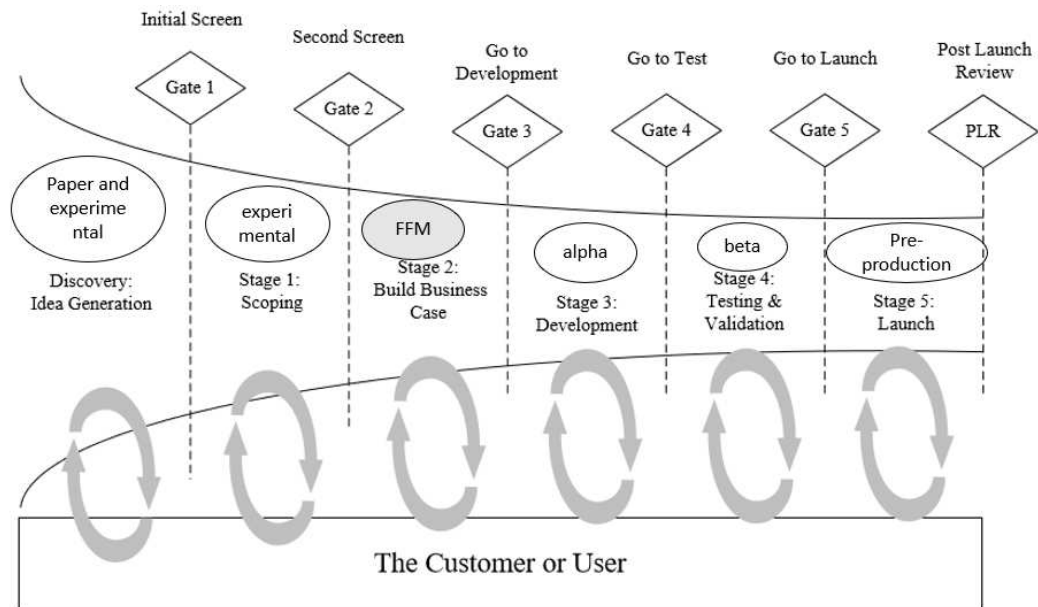 Initial Screen
Second Screen
Go to
Development
Go to Test
Go to Launch
Post Launch
Review
Gate 1
Gate 2
Gate 3
Gate 4
Gate 5
PLR
Paper and
experime
ntal
experi
mental
FFM
alpha
beta
Pre-
production
Discovery:
Idea Generation
Stage 1:
Scoping
Stage 2:
Build Business
Case
Stage 3:
Development
Stage 4:
Testing &
Validation
Stage 5:
Launch
The Customer or User